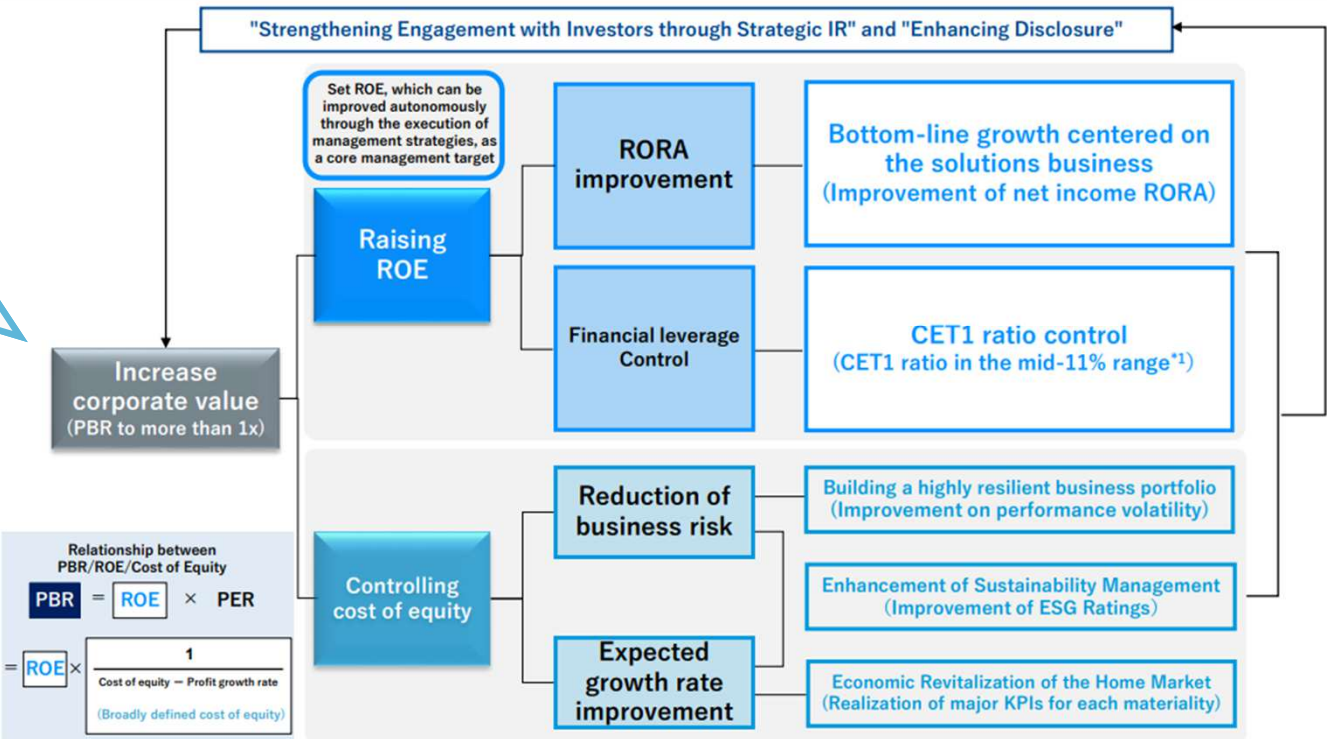 "Strengthening Engagement with Investors through Strategic IR" and "Enhancing Disclosure"
Set ROE, which can be
improved autonomously
through the execution of
management strategies, as
a core management target
Raising
ROE
RORA
improvement
Bottom-line growth centered on
the solutions business
(Improvement of net income RORA)
Financial leverage
Control
CET1 ratio control
(CET1 ratio in the mid-11% range*1)
Increase
corporate value
(PBR to more than 1x)
Controlling
cost of equity
Reduction of
business risk
Building a highly resilient business portfolio
(Improvement on performance volatility)
Enhancement of Sustainability Management
(Improvement of ESG Ratings)
Expected
growth rate
improvement
Economic Revitalization of the Home Market
(Realization of major KPIs for each materiality)
Relationship between
PBR/ROE/Cost of Equity
PBR = ROE × PER
= ROE ×
1
Cost of equity − Profit growth rate
(Broadly defined cost of equity)